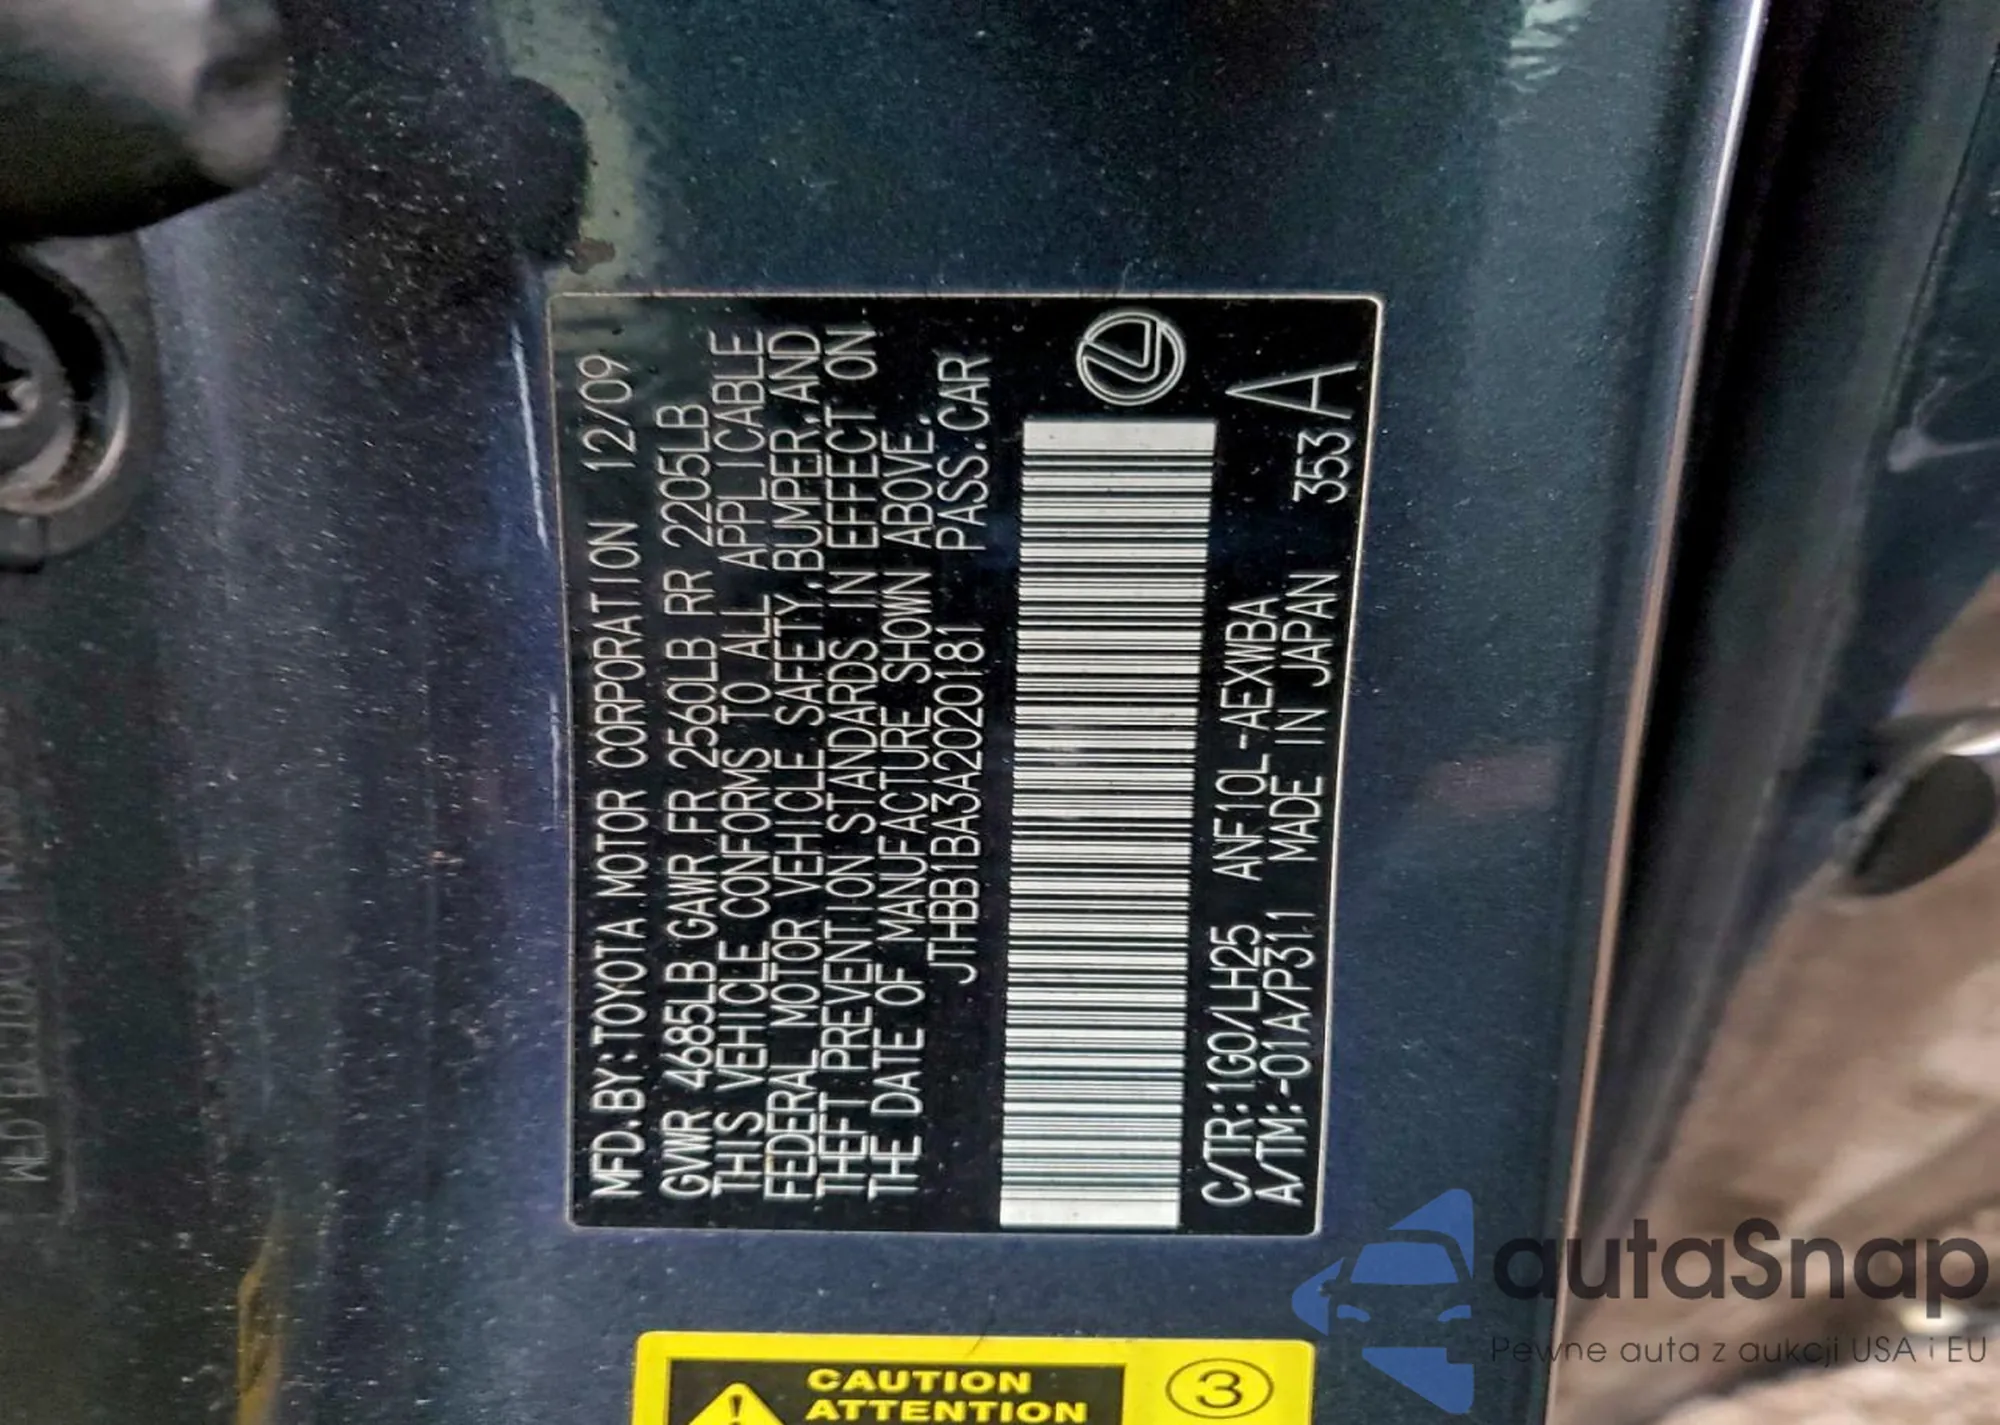 MFD.BY:TOYOTA MOTOR CORPORATION 12/09
GVWR 4685LB GAWR FR 2560LB RR 2205LB
THIS VEHICLE CONFORMS TO ALL APPLICABLE
FEDERAL MOTOR VEHICLE SAFETY,BUMPER,AND
THEFT PREVENTION STANDARDS IN EFFECT ON
THE DATE OF MANUFACTURE SHOWN ABOVE.
JTHBB1BA3A2020181 PASS.CAR
C/TR:1G0/LH25 ANF10L-AEXWBA
A/TM:-01A/P311 MADE IN JAPAN 353 A
CAUTION
ATTENTION
3
autaSnap
Pewne auta z aukcji USA i EU